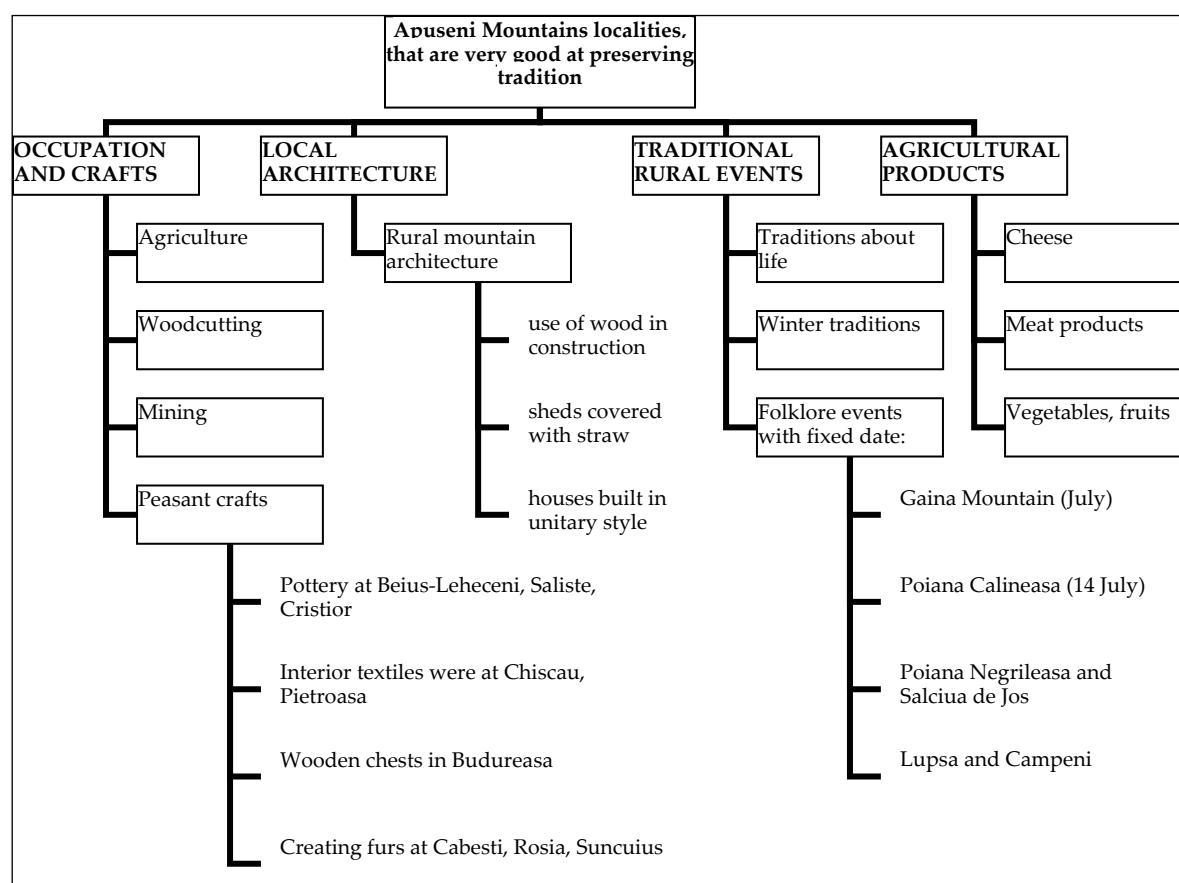 Apuseni Mountains localities,
that are very good at preserving
tradition
OCCUPATION
AND CRAFTS
Agriculture
Woodcutting
Mining
Peasant crafts
Pottery at Beius-Leheceni, Saliste,
Cristior
Interior textiles were at Chiscau,
Pietroasa
Wooden chests in Budureasa
Creating furs at Cabesti, Rosia, Suncuius
LOCAL
ARCHITECTURE
Rural mountain
architecture
use of wood in
construction
sheds covered
with straw
houses built in
unitary style
TRADITIONAL
RURAL EVENTS
Traditions about
life
Winter traditions
Folklore events
with fixed date:
Gaina Mountain (July)
Poiana Calineasa (14 July)
Poiana Negrileasa and
Salciua de Jos
Lupsa and Campeni
AGRICULTURAL
PRODUCTS
Cheese
Meat products
Vegetables, fruits